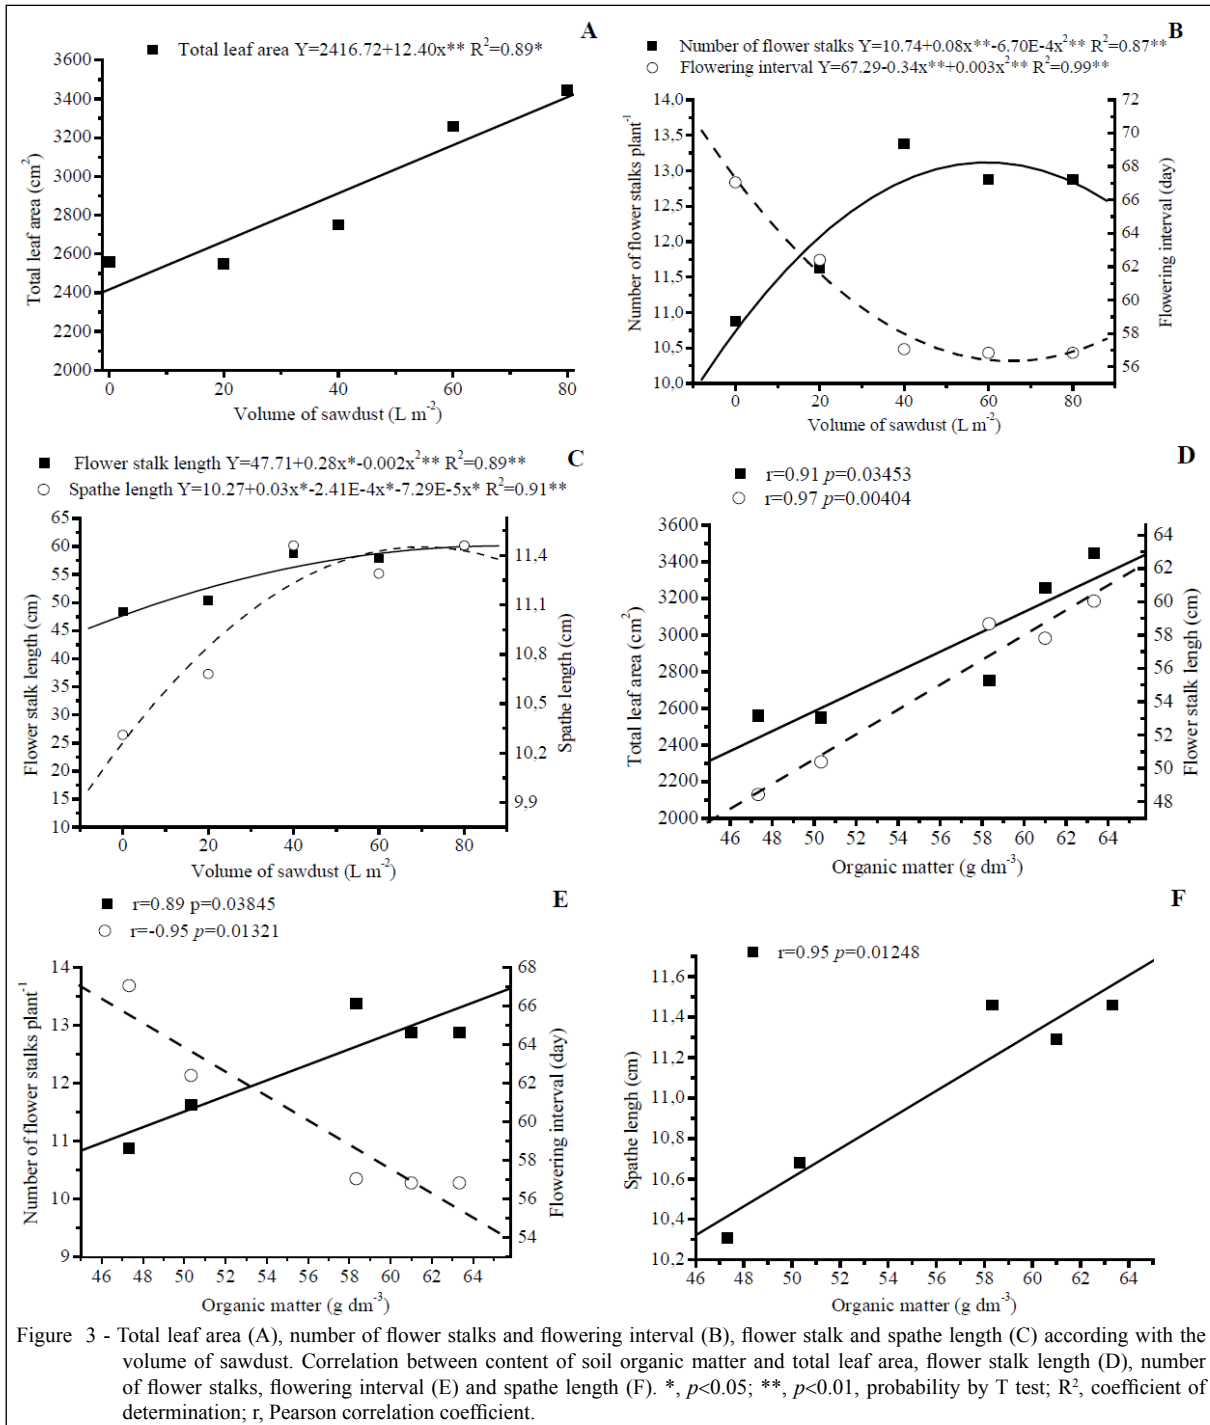 A
Total leaf area Y=2416.72+12.40x** R²=0.89*
3600
3400
3200
3000
2800
2600
2400
2200
2000
Total leaf area (cm²)
0 20 40 60 80
Volume of sawdust (L m⁻²)
B
Number of flower stalks Y=10.74+0.08x**-6.70E-4x²** R²=0.87**
Flowering interval Y=67.29-0.34x**+0.003x²** R²=0.99**
14,0
13,5
13,0
12,5
12,0
11,5
11,0
10,5
10,0
Number of flower stalks plant⁻¹
72
70
68
66
64
62
60
58
56
Flowering interval (day)
0 20 40 60 80
Volume of sawdust (L m⁻²)
C
Flower stalk length Y=47.71+0.28x*-0.002x²** R²=0.89**
Spathe length Y=10.27+0.03x*-2.41E-4x*-7.29E-5x* R²=0.91**
65
60
55
50
45
40
35
30
25
20
15
10
Flower stalk length (cm)
11,4
11,1
10,8
10,5
10,2
9,9
Spathe length (cm)
0 20 40 60 80
Volume of sawdust (L m⁻²)
D
r=0.91 p=0.03453
r=0.97 p=0.00404
3600
3400
3200
3000
2800
2600
2400
2200
2000
Total leaf area (cm²)
64
62
60
58
56
53
51
50
48
Flower stalk lengh (cm)
46 48 50 52 54 56 58 60 62 64
Organic matter (g dm⁻³)
E
r=0.89 p=0.03845
r=-0.95 p=0.01321
14
13
12
11
10
9
Number of flower stalks plant⁻¹
68
66
64
62
60
58
56
54
Flowering interval (day)
46 48 50 52 54 56 58 60 62 64
Organic matter (g dm⁻³)
F
r=0.95 p=0.01248
11,6
11,4
11,2
11,0
10,8
10,6
10,4
10,2
Spathe lengh (cm)
46 48 50 52 54 56 58 60 62 64
Organic matter (g dm⁻³)
Figure 3 - Total leaf area (A), number of flower stalks and flowering interval (B), flower stalk and spathe length (C) according with the
volume of sawdust. Correlation between content of soil organic matter and total leaf area, flower stalk length (D), number
of flower stalks, flowering interval (E) and spathe length (F). *, p<0.05; **, p<0.01, probability by T test; R², coefficient of
determination; r, Pearson correlation coefficient.